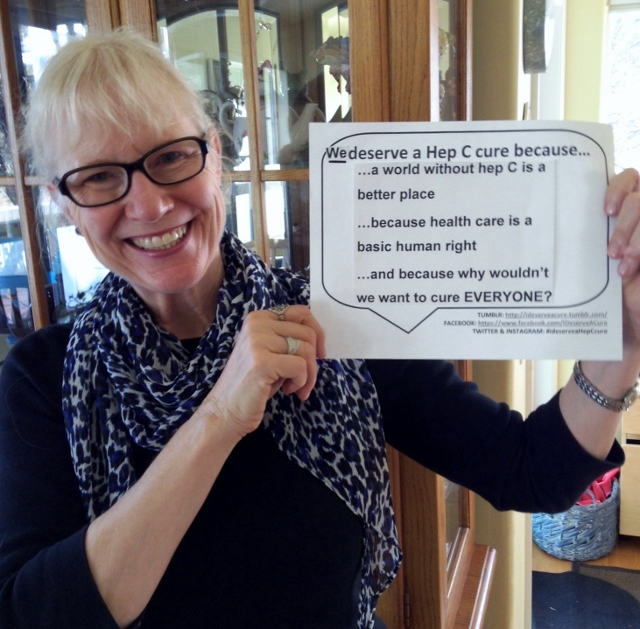 We deserve a Hep C cure because...
...a world without hep C is a
better place
...because health care is a
basic human right
...and because why wouldn't
we want to cure EVERYONE?
TUMBLR: http://ideserveacure.tumblr.com/
FACEBOOK: https://www.facebook.com/IDeserveACure
TWITTER & INSTAGRAM: #IdeserveaHepCcure